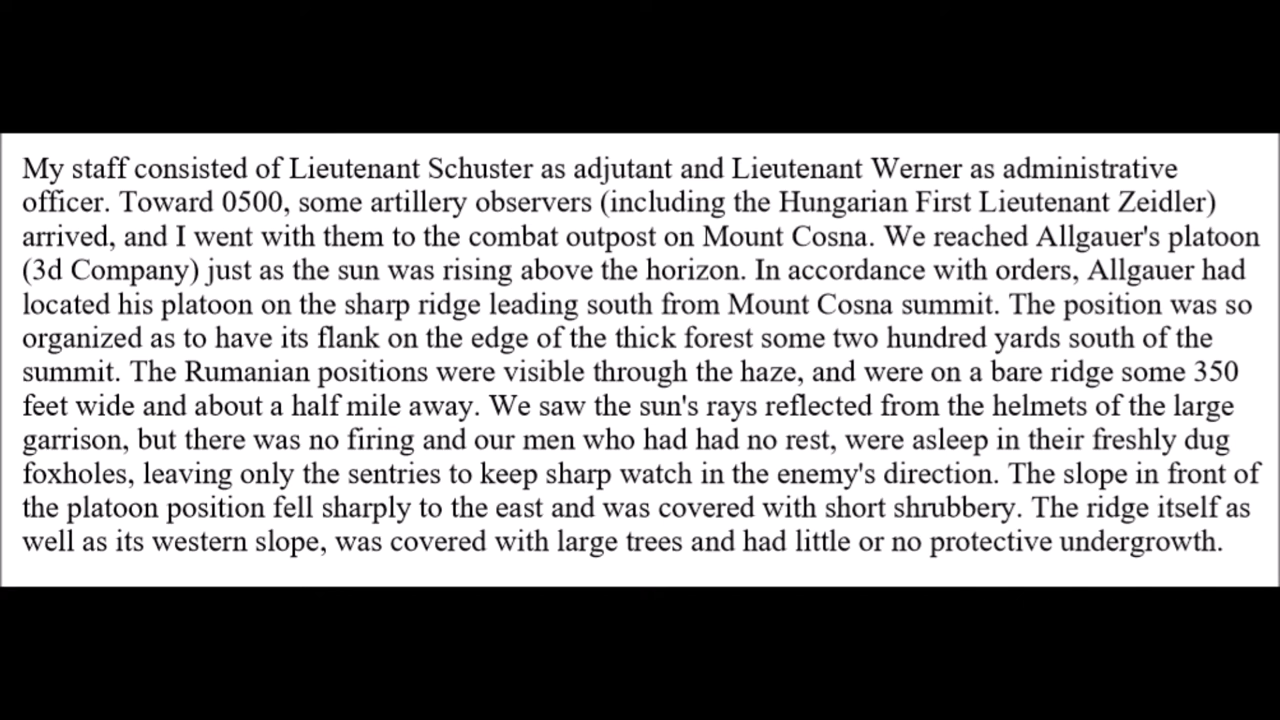 My staff consisted of Lieutenant Schuster as adjutant and Lieutenant Werner as administrative
officer. Toward 0500, some artillery observers (including the Hungarian First Lieutenant Zeidler)
arrived, and I went with them to the combat outpost on Mount Cosna. We reached Allgauer's platoon
(3d Company) just as the sun was rising above the horizon. In accordance with orders, Allgauer had
located his platoon on the sharp ridge leading south from Mount Cosna summit. The position was so
organized as to have its flank on the edge of the thick forest some two hundred yards south of the
summit. The Rumanian positions were visible through the haze, and were on a bare ridge some 350
feet wide and about a half mile away. We saw the sun's rays reflected from the helmets of the large
garrison, but there was no firing and our men who had had no rest, were asleep in their freshly dug
foxholes, leaving only the sentries to keep sharp watch in the enemy's direction. The slope in front of
the platoon position fell sharply to the east and was covered with short shrubbery. The ridge itself as
well as its western slope, was covered with large trees and had little or no protective undergrowth.